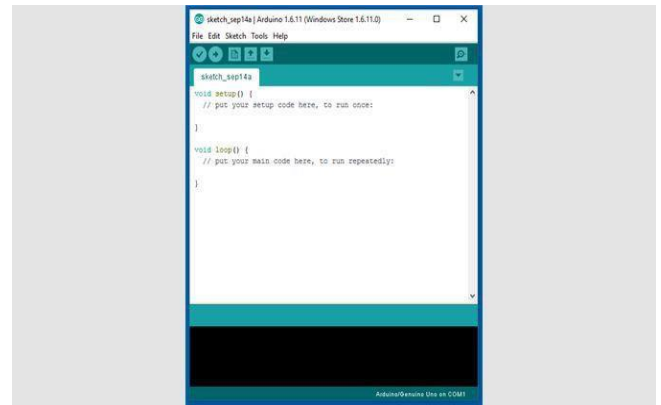 sketch_sep14a | Arduino 1.6.11 (Windows Store 1.6.11.0)
File Edit Sketch Tools Help
sketch_sep14a
void setup() {
// put your setup code here, to run once:
}
void loop() {
// put your main code here, to run repeatedly:
}
Arduino/Genuino Uno on COM1